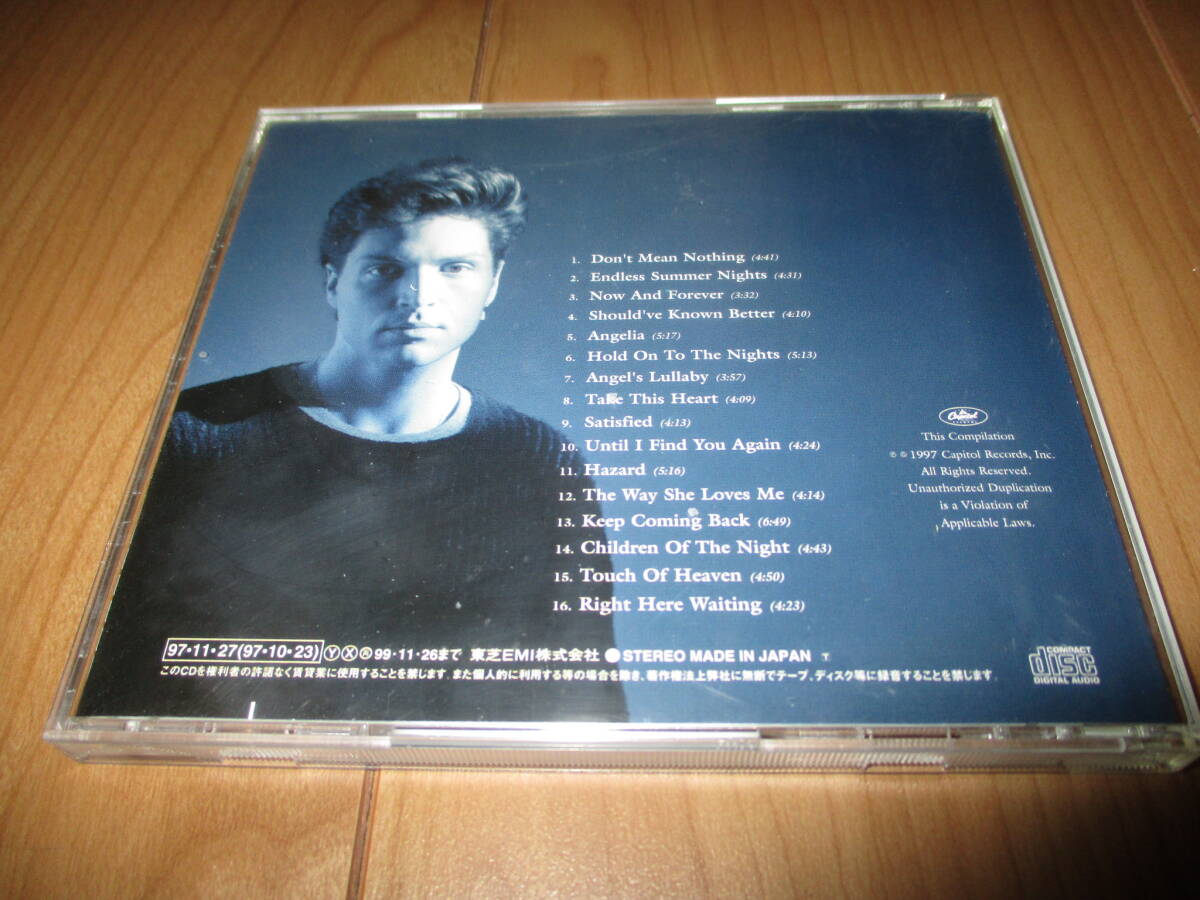 1. Don't Mean Nothing (4:41)
2. Endless Summer Nights (4:31)
3. Now And Forever (3:32)
4. Should've Known Better (4:10)
5. Angelia (5:17)
6. Hold On To The Nights (5:13)
7. Angel's Lullaby (3:57)
8. Take This Heart (4:09)
9. Satisfied (4:13)
10. Until I Find You Again (4:24)
11. Hazard (5:16)
12. The Way She Loves Me (4:14)
13. Keep Coming Back (6:49)
14. Children Of The Night (4:43)
15. Touch Of Heaven (4:50)
16. Right Here Waiting (4:23)
Capitol
This Compilation
℗ © 1997 Capitol Records, Inc.
All Rights Reserved.
Unauthorized Duplication
is a Violation of
Applicable Laws.
97・11・27(97・10・23) Ⓨ Ⓧ Ⓡ 99・11・26まで 東芝EMI株式会社 STEREO MADE IN JAPAN T
このCDを権利者の許諾なく賃貸業に使用することを禁じます。また個人的に利用する等の場合を除き、著作権法上弊社に無断でテープ、ディスク等に録音することを禁じます
COMPACT
disc
DIGITAL AUDIO